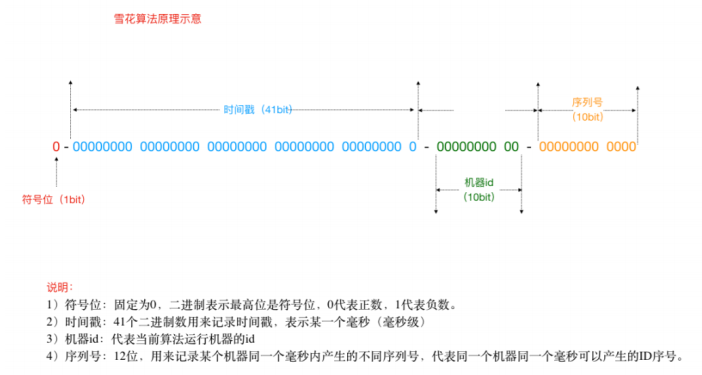 雪花算法原理示意
时间戳（41bit）
序列号
（10bit）
0 - 00000000 00000000 00000000 00000000 00000000 0 - 00000000 00 - 00000000 0000
符号位（1bit）
机器id
（10bit）
说明：
1）符号位：固定为0，二进制表示最高位是符号位，0代表正数，1代表负数。
2）时间戳：41个二进制数用来记录时间戳，表示某一个毫秒（毫秒级）
3）机器id：代表当前算法运行机器的id
4）序列号：12位，用来记录某个机器同一个毫秒内产生的不同序列号，代表同一个机器同一个毫秒可以产生的ID序号。